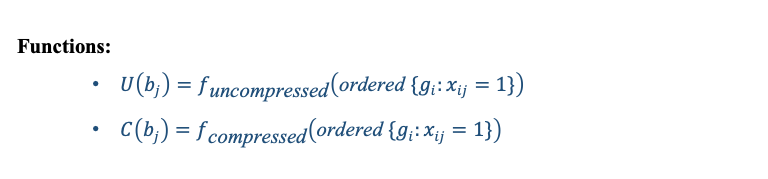 Functions:
• U(b_j) = f_uncompressed(ordered {g_i: x_ij = 1})
• C(b_j) = f_compressed(ordered {g_i: x_ij = 1})